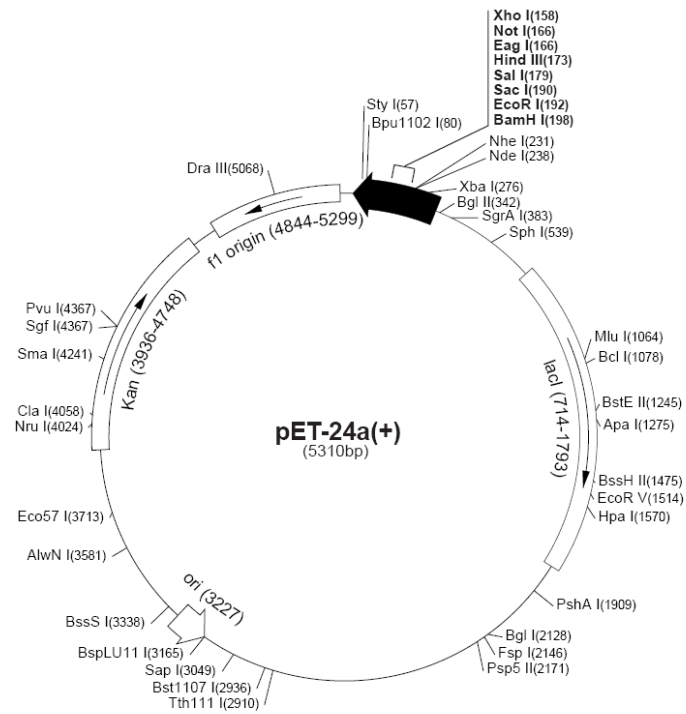 Xho I(158)
Not I(166)
Eag I(166)
Hind III(173)
Sal I(179)
Sac I(190)
EcoR I(192)
BamH I(198)
Sty I(57)
Bpu1102 I(80)
Nhe I(231)
Nde I(238)
Xba I(276)
Bgl II(342)
SgrA I(383)
Sph I(539)
Dra III(5068)
f1 origin (4844-5299)
Pvu I(4367)
Sgf I(4367)
Sma I(4241)
Cla I(4058)
Nru I(4024)
Kan (3936-4748)
lacI (714-1793)
Mlu I(1064)
Bcl I(1078)
BstE II(1245)
Apa I(1275)
BssH II(1475)
EcoR V(1514)
Hpa I(1570)
pET-24a(+)
(5310bp)
Eco57 I(3713)
AlwN I(3581)
ori (3227)
BssS I(3338)
BspLU11 I(3165)
Sap I(3049)
Bst1107 I(2936)
Tth111 I(2910)
PshA I(1909)
Bgl I(2128)
Fsp I(2146)
Psp5 II(2171)